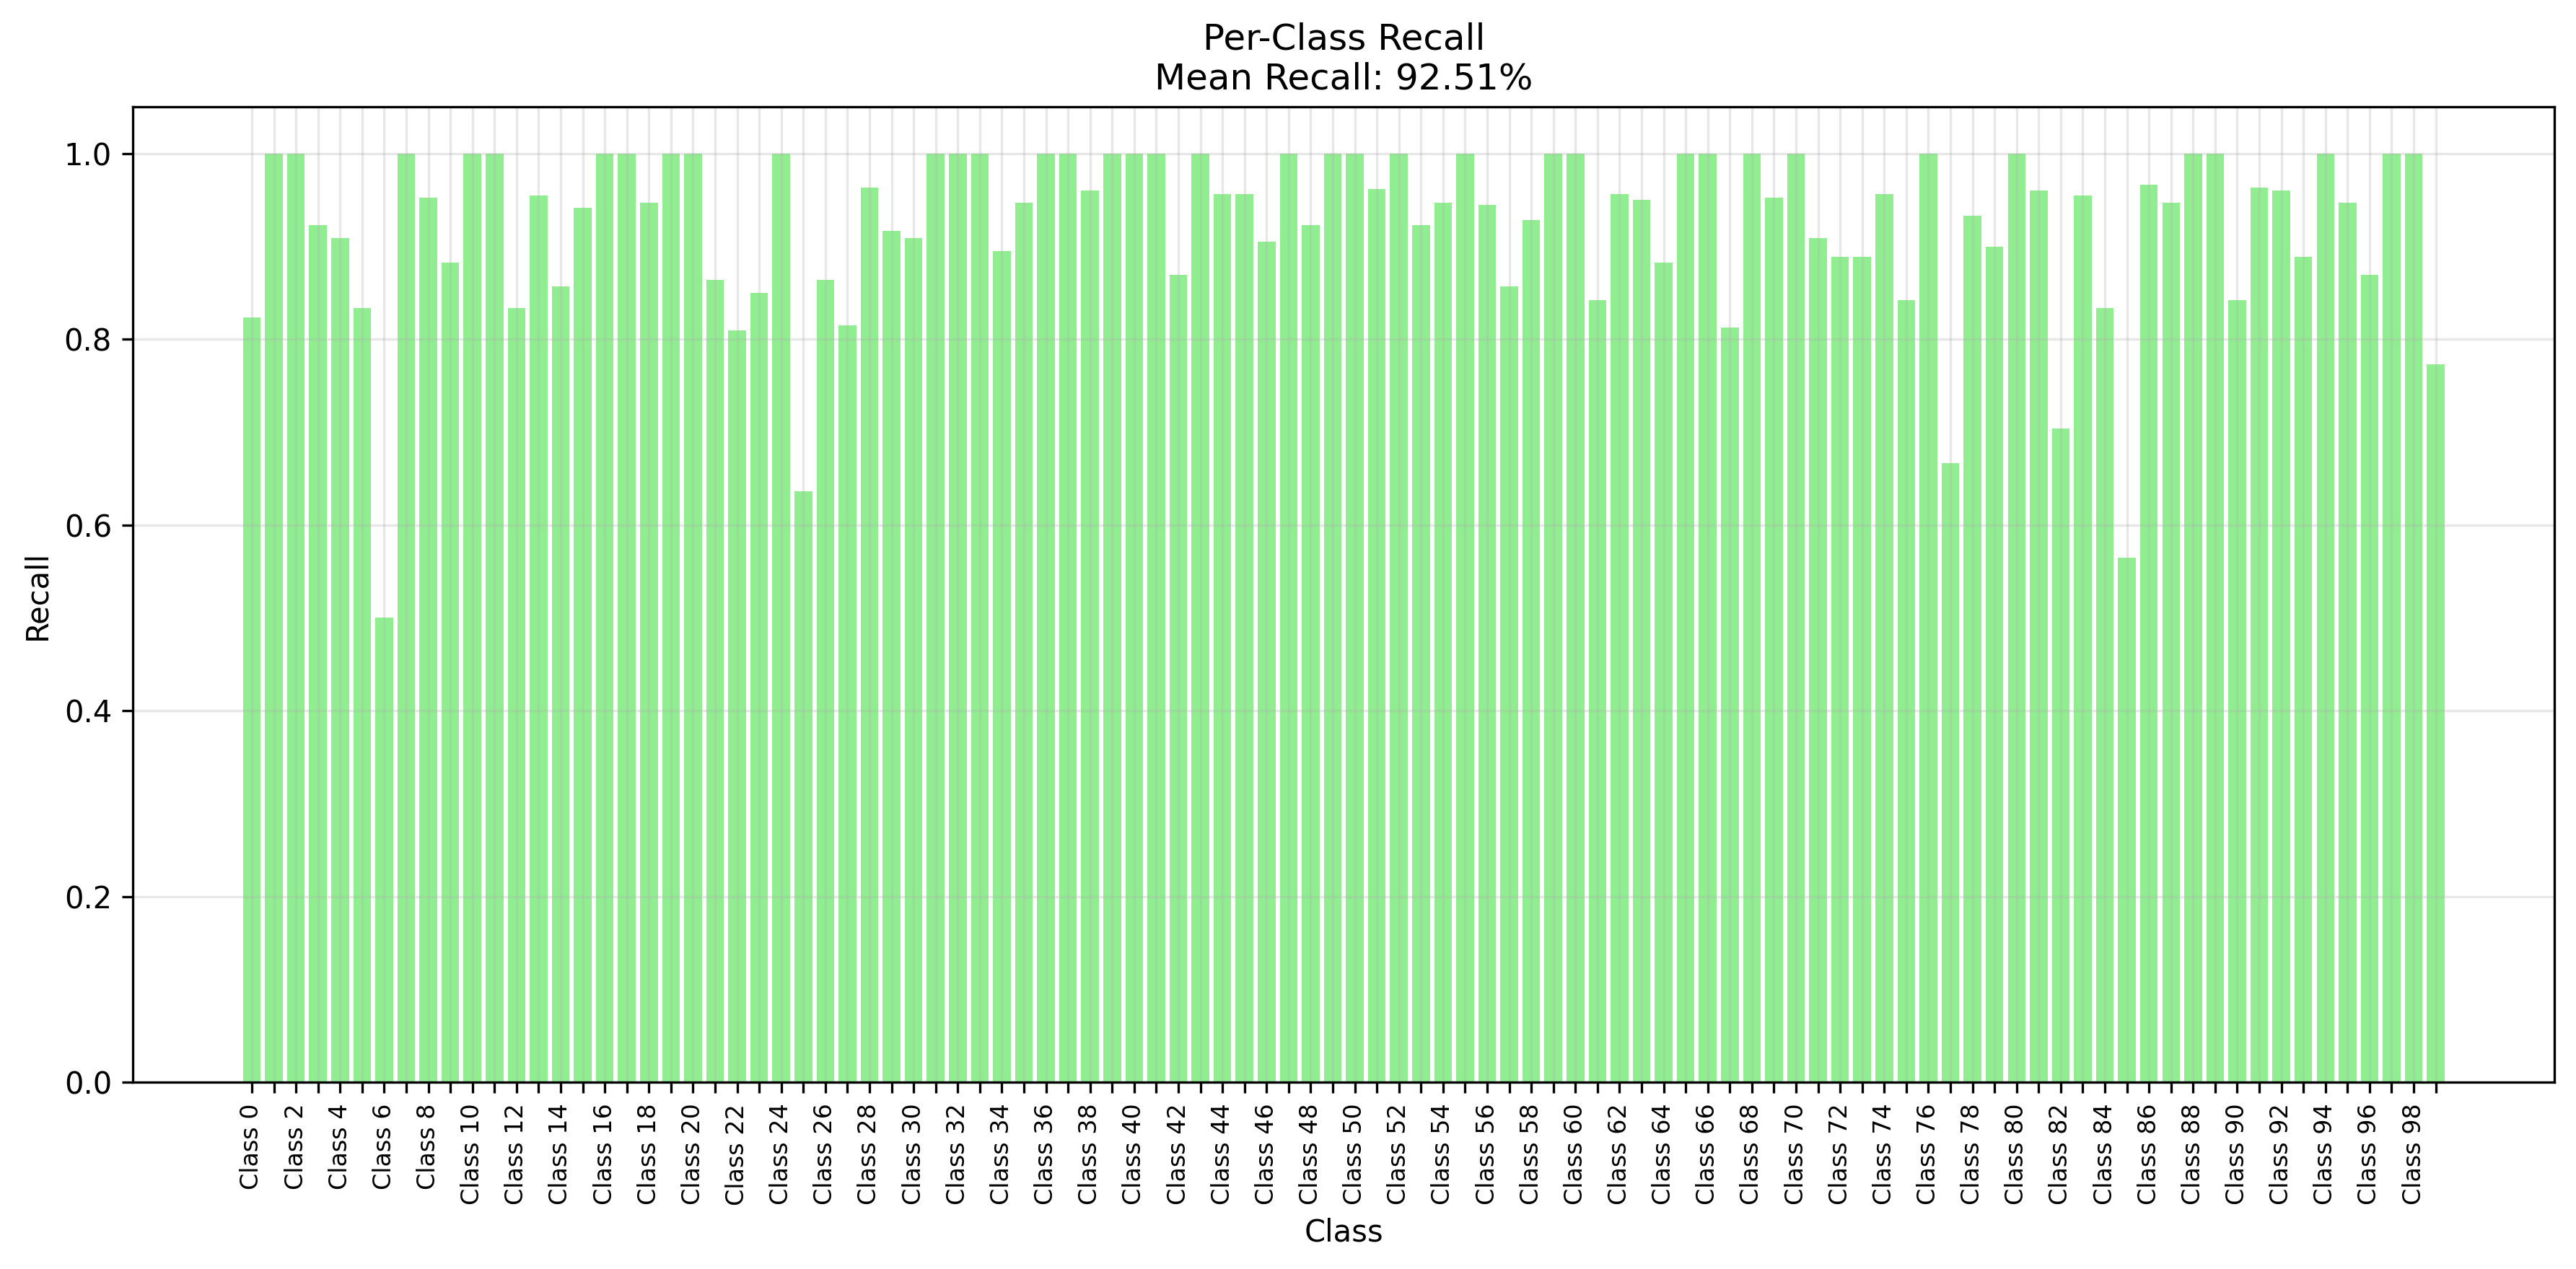 Per-Class Recall
Mean Recall: 92.51%
Recall
1.0
0.8
0.6
0.4
0.2
0.0
Class 0
Class 2
Class 4
Class 6
Class 8
Class 10
Class 12
Class 14
Class 16
Class 18
Class 20
Class 22
Class 24
Class 26
Class 28
Class 30
Class 32
Class 34
Class 36
Class 38
Class 40
Class 42
Class 44
Class 46
Class 48
Class 50
Class 52
Class 54
Class 56
Class 58
Class 60
Class 62
Class 64
Class 66
Class 68
Class 70
Class 72
Class 74
Class 76
Class 78
Class 80
Class 82
Class 84
Class 86
Class 88
Class 90
Class 92
Class 94
Class 96
Class 98
Class